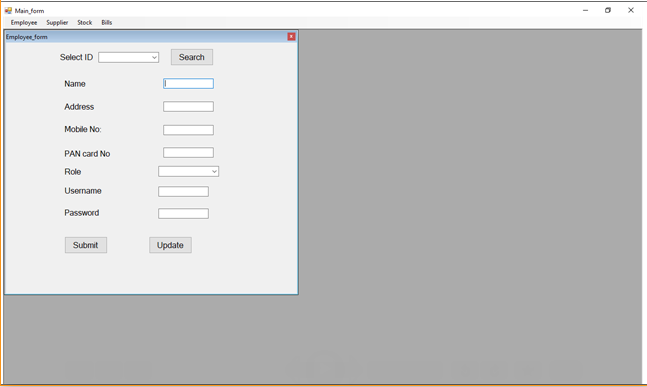 Main_form
Employee Supplier Stock Bills
Employee_form
Select ID Search
Name
Address
Mobile No:
PAN card No
Role
Username
Password
Submit Update